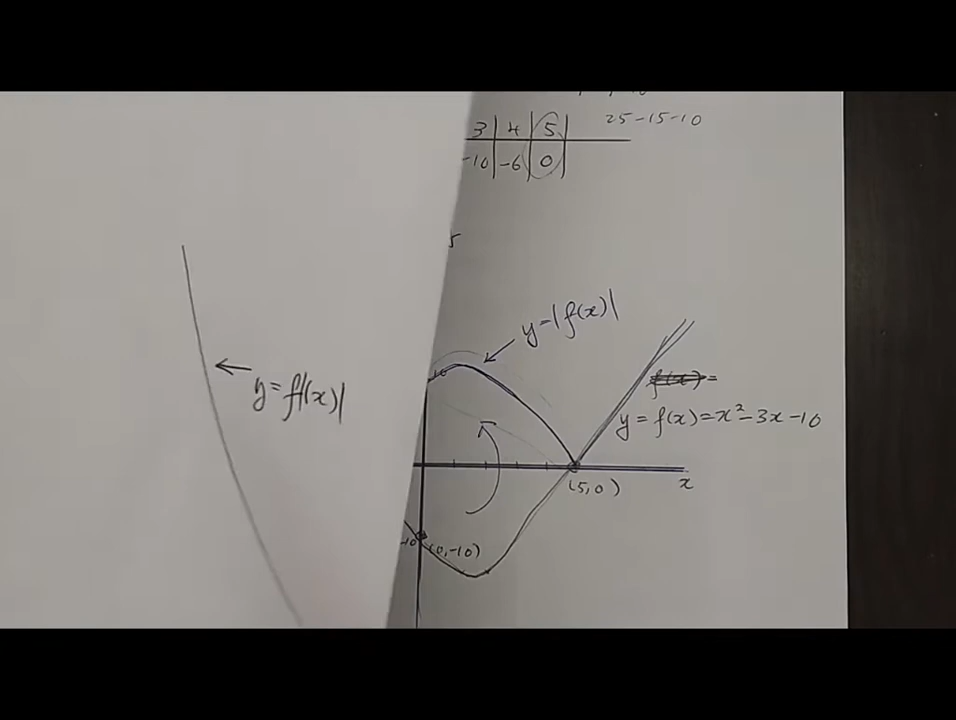 25-15-10
3 4 5
-10 -6 0
y=|f(x)|
f(x)=
y=f(x)=x²-3x-10
y=f|(x)|
(5,0)
x
-10
(0,-10)